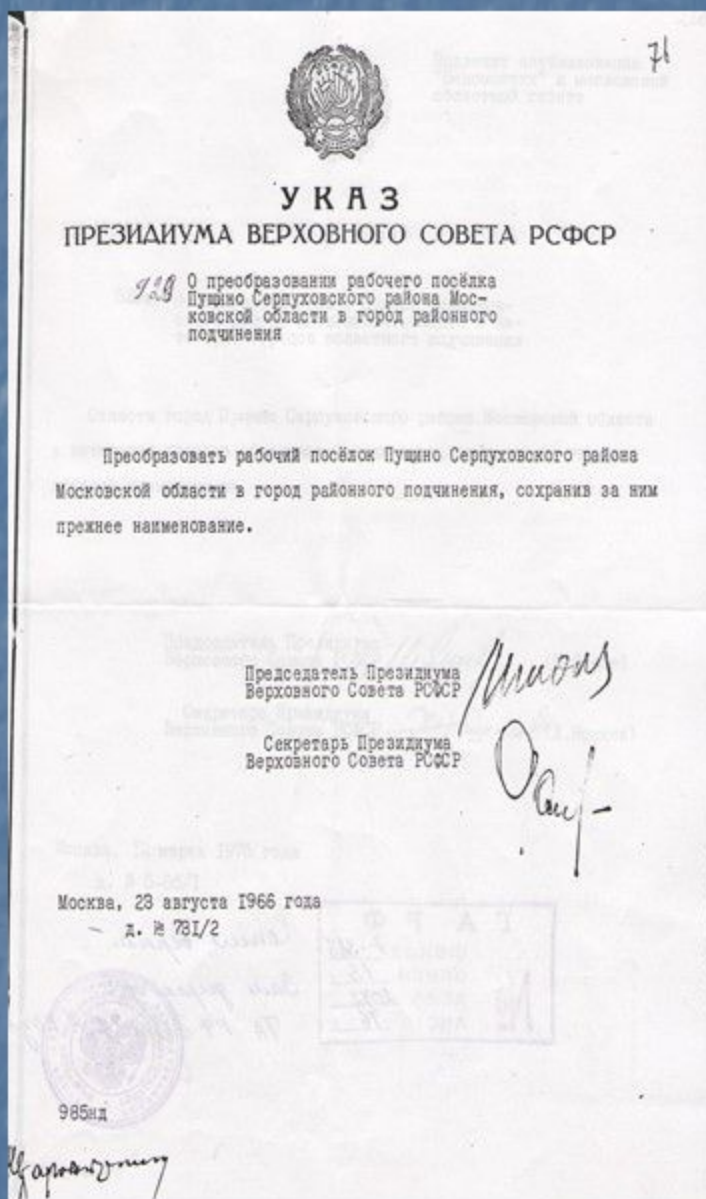 71
УКАЗ
ПРЕЗИДИУМА ВЕРХОВНОГО СОВЕТА РСФСР
929 О преобразовании рабочего посёлка
Пущино Серпуховского района Мос-
ковской области в город районного
подчинения
Преобразовать рабочий посёлок Пущино Серпуховского района
Московской области в город районного подчинения, сохранив за ним
прежнее наименование.
Председатель Президиума
Верховного Совета РСФСР
Секретарь Президиума
Верховного Совета РСФСР
Москва, 23 августа 1966 года
д. № 731/2
985нд